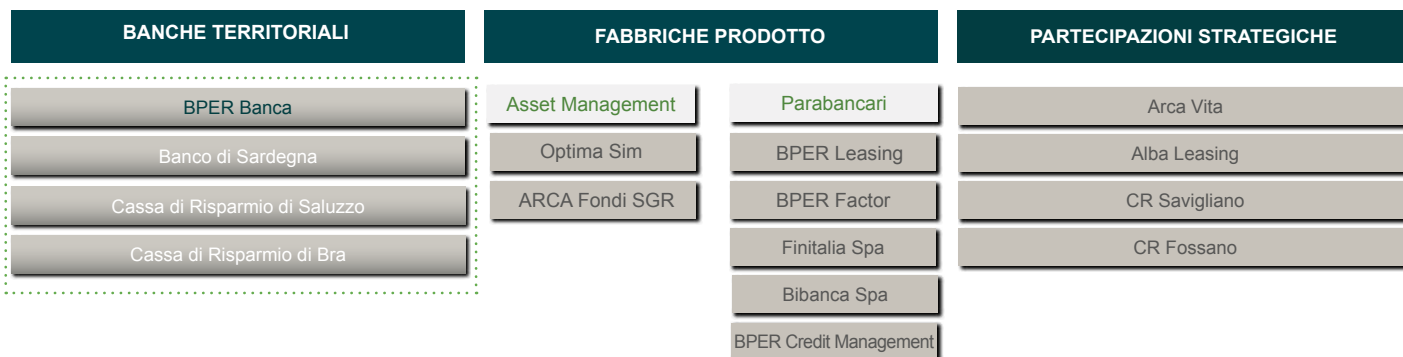 BANCHE TERRITORIALI
BPER Banca
Banco di Sardegna
Cassa di Risparmio di Saluzzo
Cassa di Risparmio di Bra
FABBRICHE PRODOTTO
Asset Management
Optima Sim
ARCA Fondi SGR
Parabancari
BPER Leasing
BPER Factor
Finitalia Spa
Bibanca Spa
BPER Credit Management
PARTECIPAZIONI STRATEGICHE
Arca Vita
Alba Leasing
CR Savigliano
CR Fossano